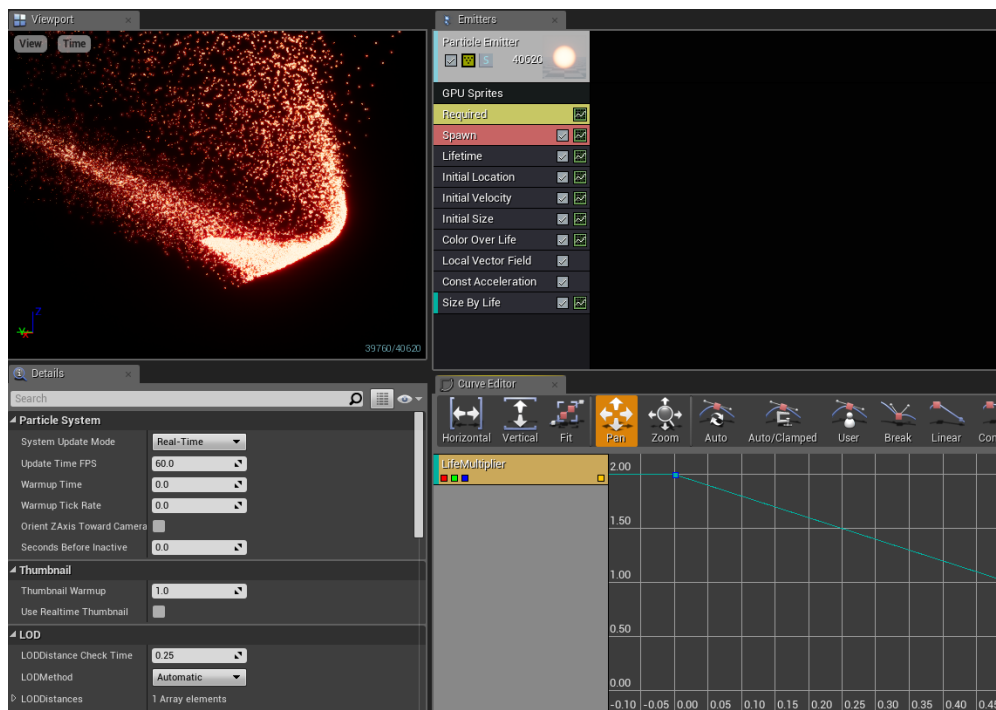 Viewport
View
Time
Z
Y
X
39760/40620
Emitters
Particle Emitter
S
40620
GPU Sprites
Required
Spawn
Lifetime
Initial Location
Initial Velocity
Initial Size
Color Over Life
Local Vector Field
Const Acceleration
Size By Life
Details
Search
Particle System
System Update Mode Real-Time
Update Time FPS 60.0
Warmup Time 0.0
Warmup Tick Rate 0.0
Orient ZAxis Toward Camera
Seconds Before Inactive 0.0
Thumbnail
Thumbnail Warmup 1.0
Use Realtime Thumbnail
LOD
LODDistance Check Time 0.25
LODMethod Automatic
LODDistances 1 Array elements
Curve Editor
Horizontal Vertical Fit Pan Zoom Auto Auto/Clamped User Break Linear Con
LifeMultiplier
2.00
1.50
1.00
0.50
0.00
-0.10 -0.05 0.00 0.05 0.10 0.15 0.20 0.25 0.30 0.35 0.40 0.45